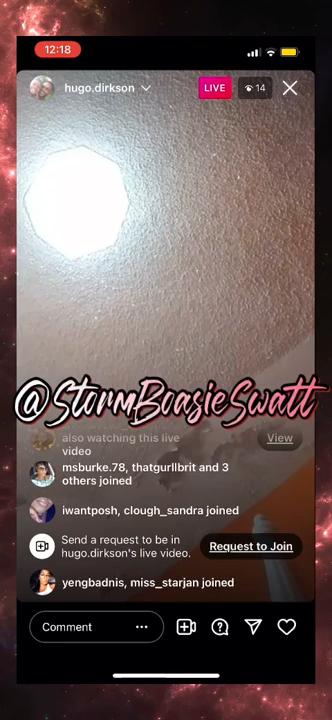 12:18
hugo.dirkson
LIVE
14
@StormBoasieSwatt
also watching this live
video
View
msburke.78, thatgurllbrit and 3
others joined
iwantposh, clough_sandra joined
Send a request to be in
hugo.dirkson's live video.
Request to Join
yengbadnis, miss_starjan joined
Comment